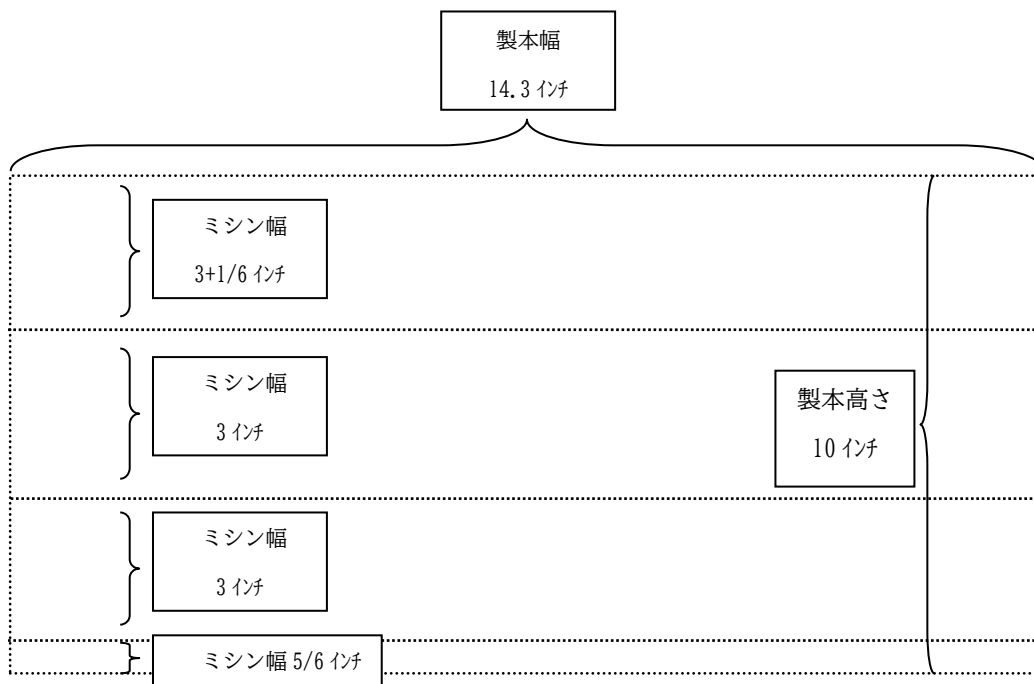 製本幅
14.3 ｲﾝﾁ
ミシン幅
3+1/6 ｲﾝﾁ
ミシン幅
3 ｲﾝﾁ
製本高さ
10 ｲﾝﾁ
ミシン幅
3 ｲﾝﾁ
ミシン幅 5/6 ｲﾝﾁ